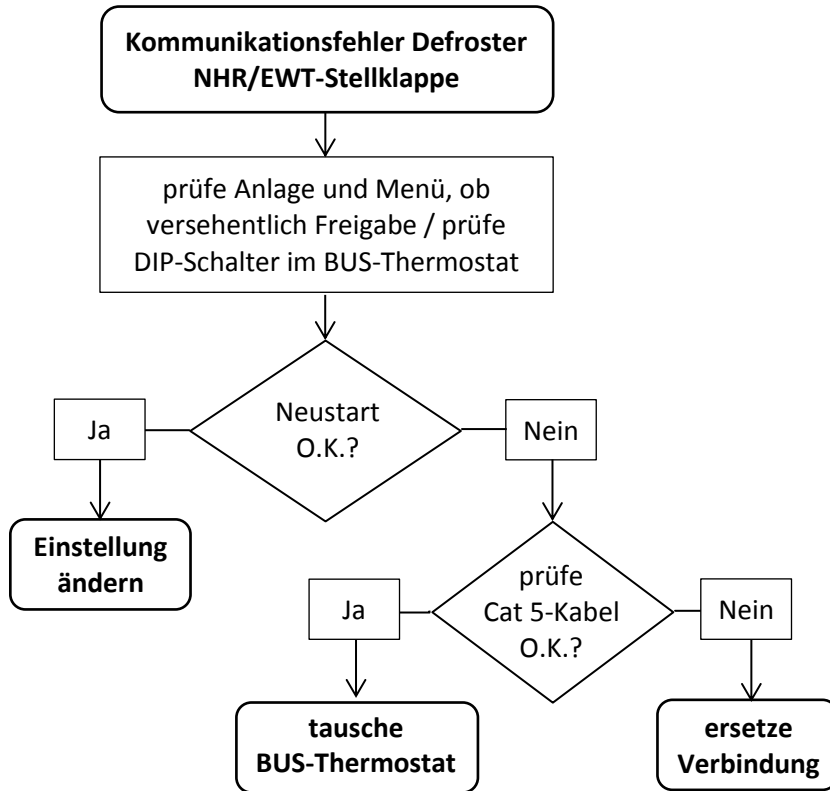 Kommunikationsfehler Defroster
NHR/EWT-Stellklappe
prüfe Anlage und Menü, ob
versehentlich Freigabe / prüfe
DIP-Schalter im BUS-Thermostat
Neustart
O.K.?
Ja
Nein
Einstellung
ändern
prüfe
Cat 5-Kabel
O.K.?
Ja
Nein
tausche
BUS-Thermostat
ersetze
Verbindung